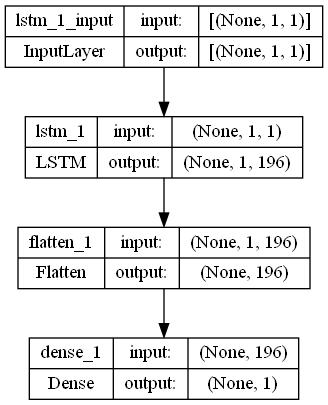 lstm_1_input input: [(None, 1, 1)]
InputLayer output: [(None, 1, 1)]
lstm_1 input: (None, 1, 1)
LSTM output: (None, 1, 196)
flatten_1 input: (None, 1, 196)
Flatten output: (None, 196)
dense_1 input: (None, 196)
Dense output: (None, 1)